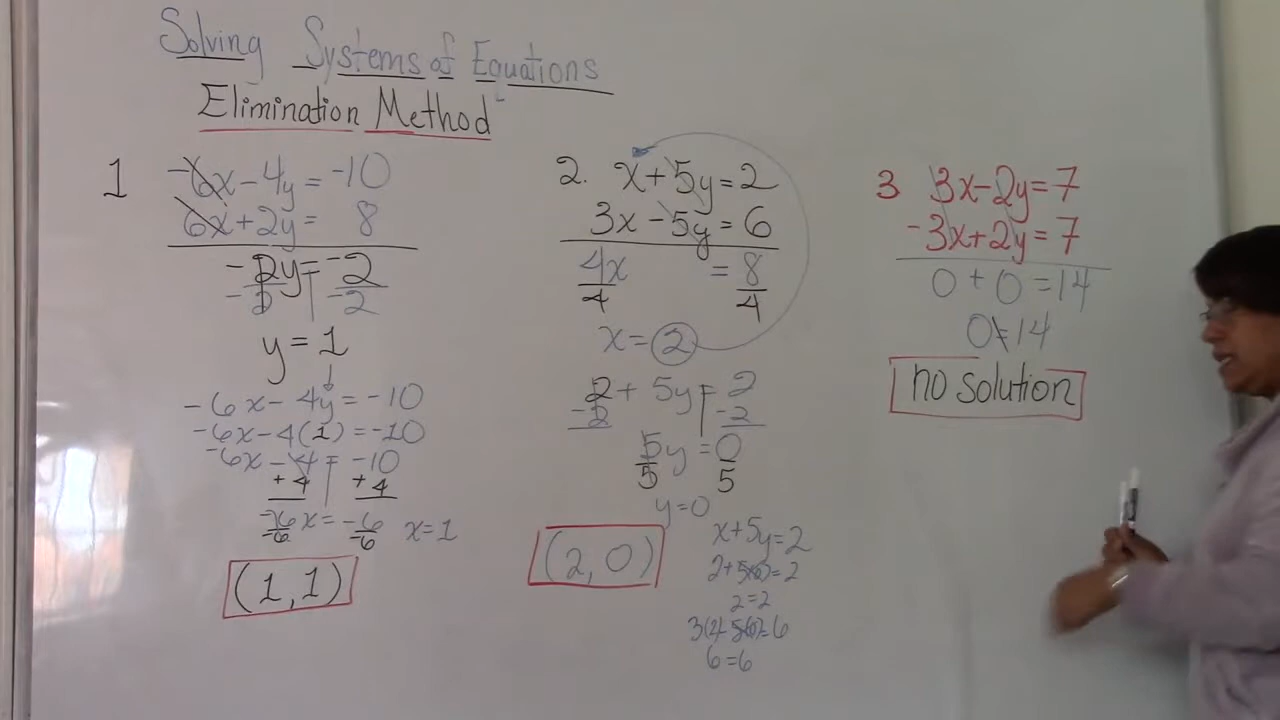 Solving Systems of Equations
Elimination Method
1
-6x - 4y = -10
6x + 2y = 8
-2y = -2
-2 -2
y = 1
-6x - 4y = -10
-6x - 4(1) = -10
-6x - 4 = -10
+4 +4
-6x = -6 x = 1
-6 -6
(1,1)
2. x + 5y = 2
3x - 5y = 6
4x = 8
4 4
x = 2
2 + 5y = 2
-2 -2
5y = 0
5 5
y = 0
(2,0)
x + 5y = 2
2 + 5(0) = 2
2 = 2
3(2) - 5(0) = 6
6 = 6
3 3x - 2y = 7
-3x + 2y = 7
0 + 0 = 14
0 ≠ 14
no solution